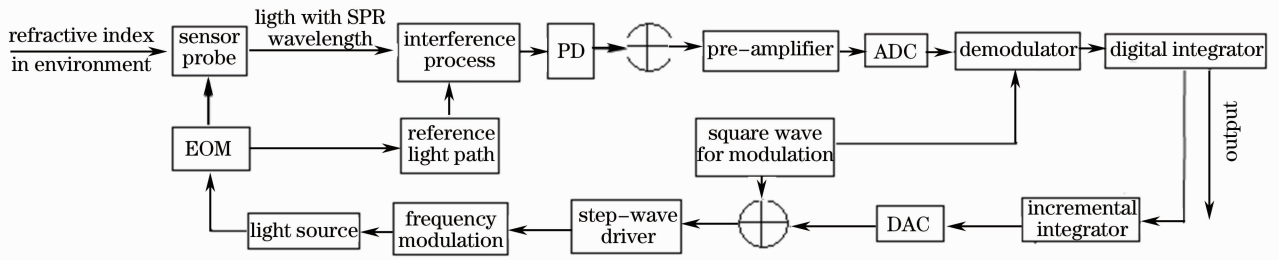 refractive index
in environment
sensor
probe
ligth with SPR
wavelength
interference
process
PD
pre-amplifier
ADC
demodulator
digital integrator
EOM
reference
light path
square wave
for modulation
output
light source
frequency
modulation
step-wave
driver
DAC
incremental
integrator